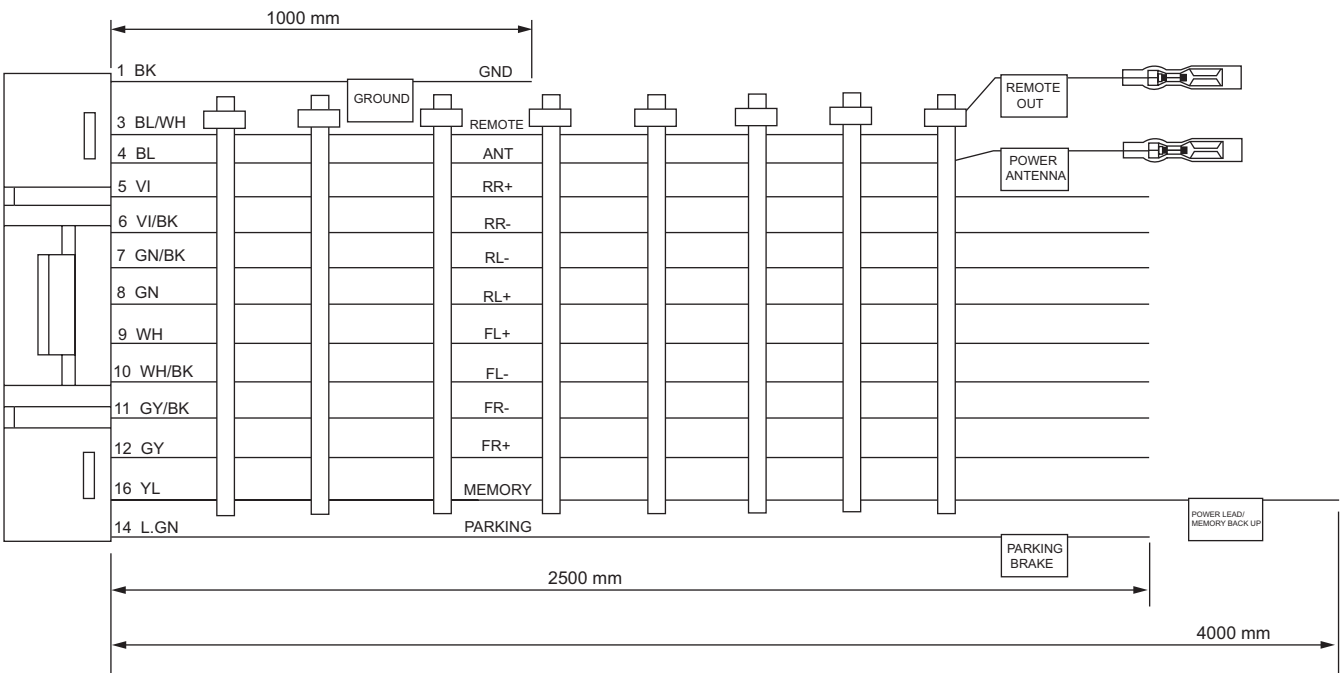 1000 mm
1 BK GND
GROUND
REMOTE
OUT
3 BL/WH REMOTE
4 BL ANT
POWER
ANTENNA
5 VI RR+
6 VI/BK RR-
7 GN/BK RL-
8 GN RL+
9 WH FL+
10 WH/BK FL-
11 GY/BK FR-
12 GY FR+
16 YL MEMORY
POWER LEAD/
MEMORY BACK UP
14 L.GN PARKING
PARKING
BRAKE
2500 mm
4000 mm